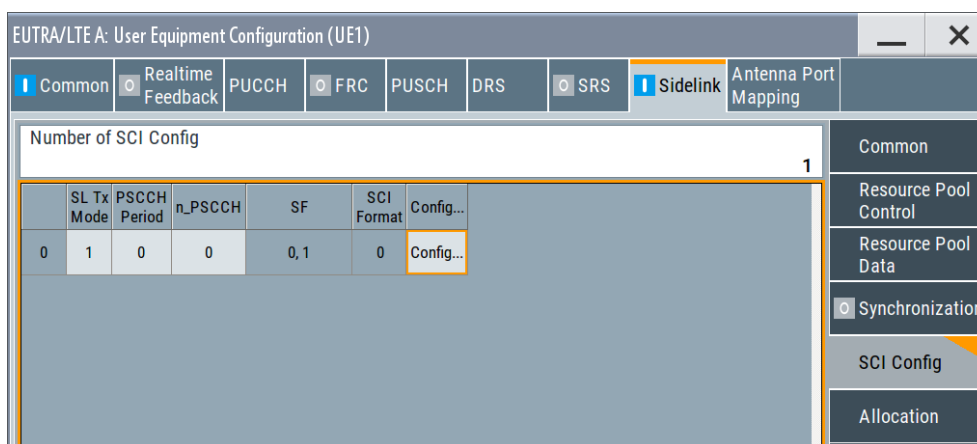 EUTRA/LTE A: User Equipment Configuration (UE1)
Common
Realtime
Feedback
PUCCH
FRC
PUSCH
DRS
SRS
Sidelink
Antenna Port
Mapping
Number of SCI Config
1
SL Tx Mode PSCCH Period n_PSCCH SF SCI Format Config...
0 1 0 0 0, 1 0 Config...
Common
Resource Pool
Control
Resource Pool
Data
Synchronization
SCI Config
Allocation